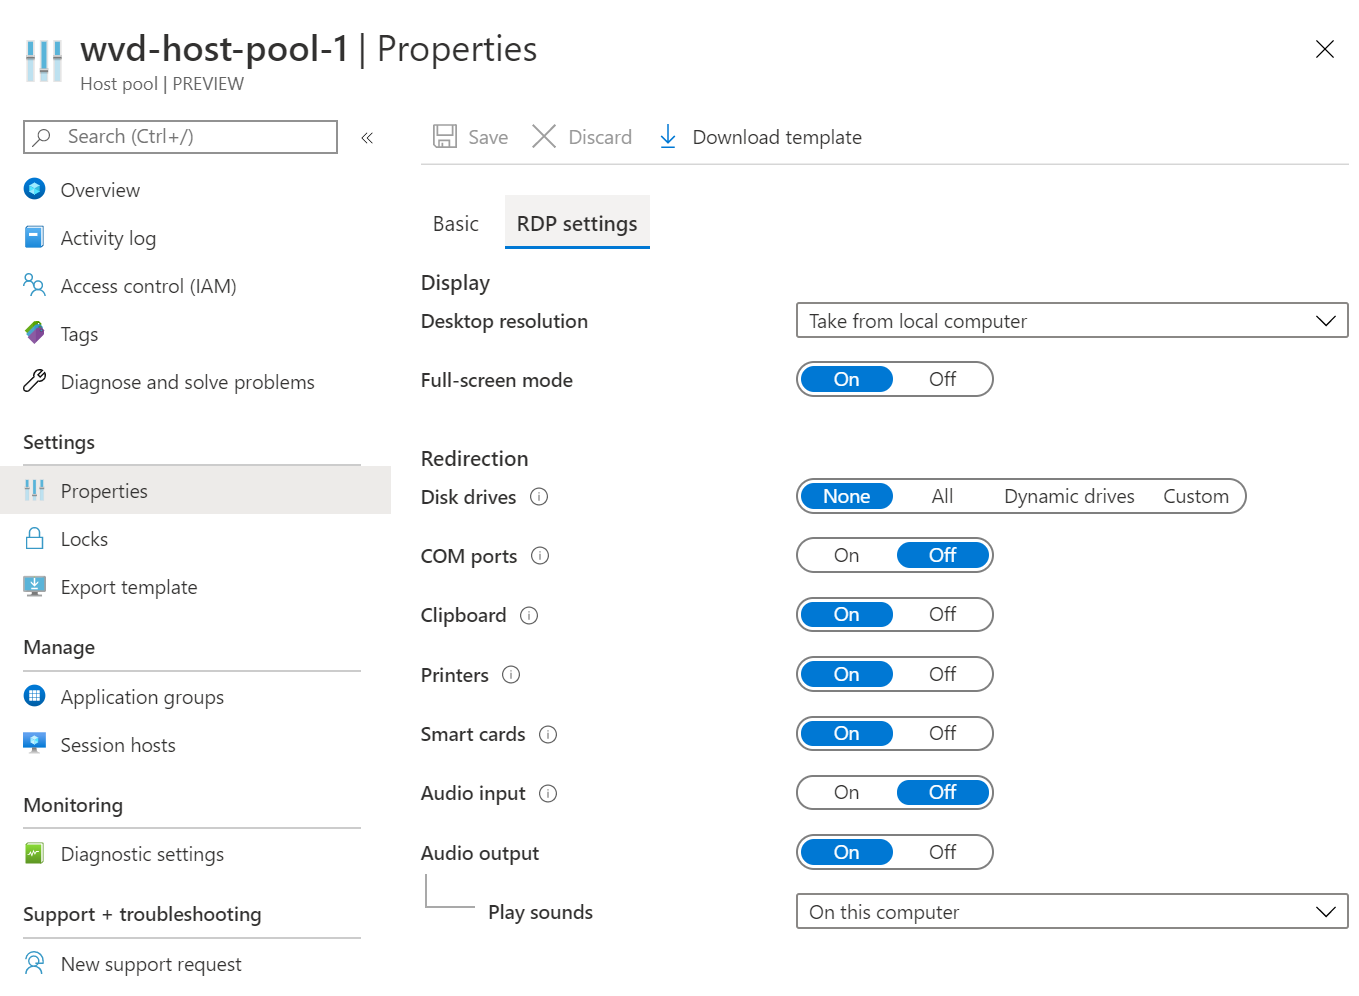 wvd-host-pool-1 | Properties
Host pool | PREVIEW
Search (Ctrl+/)
«
Overview
Activity log
Access control (IAM)
Tags
Diagnose and solve problems
Settings
Properties
Locks
Export template
Manage
Application groups
Session hosts
Monitoring
Diagnostic settings
Support + troubleshooting
New support request
Save Discard Download template
Basic RDP settings
Display
Desktop resolution Take from local computer
Full-screen mode On Off
Redirection
Disk drives None All Dynamic drives Custom
COM ports On Off
Clipboard On Off
Printers On Off
Smart cards On Off
Audio input On Off
Audio output On Off
Play sounds On this computer